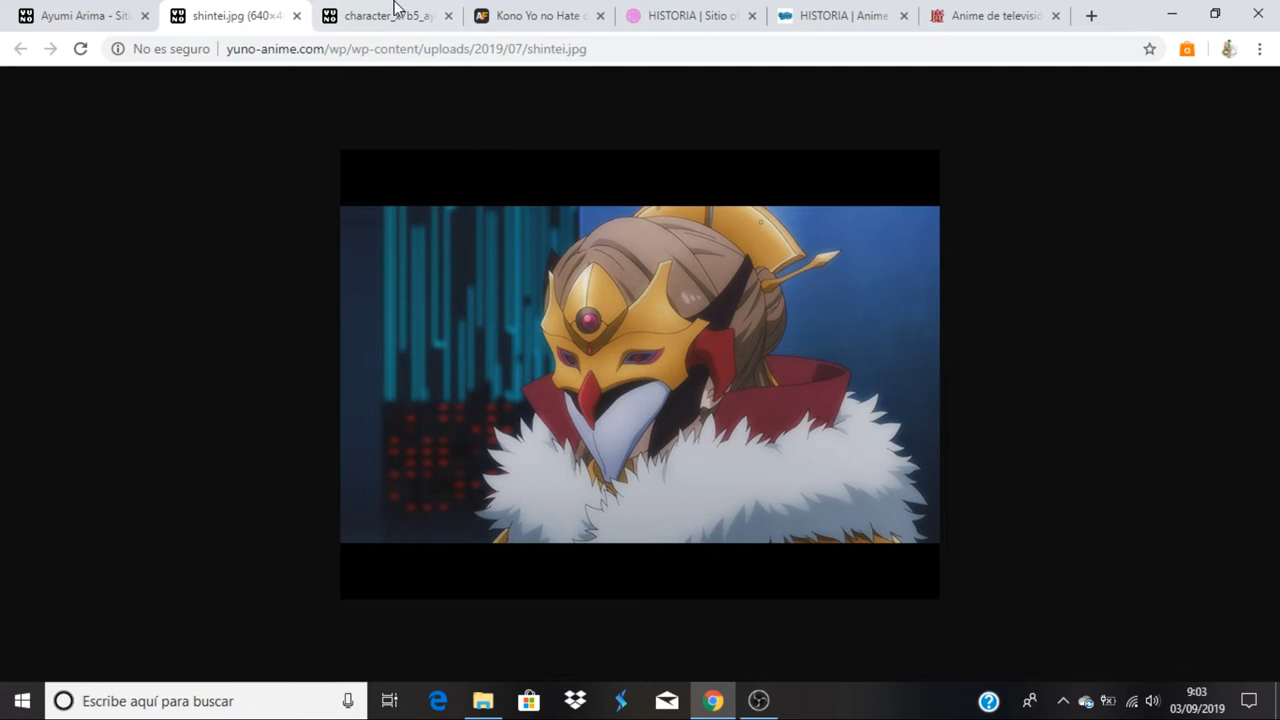 Ayumi Arima - Siti
shintei.jpg (640×4
character_
b5_ay
Kono Yo no Hate c
HISTORIA | Sitio o
HISTORIA | Anime
Anime de televisió
No es seguro
yuno-anime.com/wp/wp-content/uploads/2019/07/shintei.jpg
Escribe aquí para buscar
9:03
03/09/2019